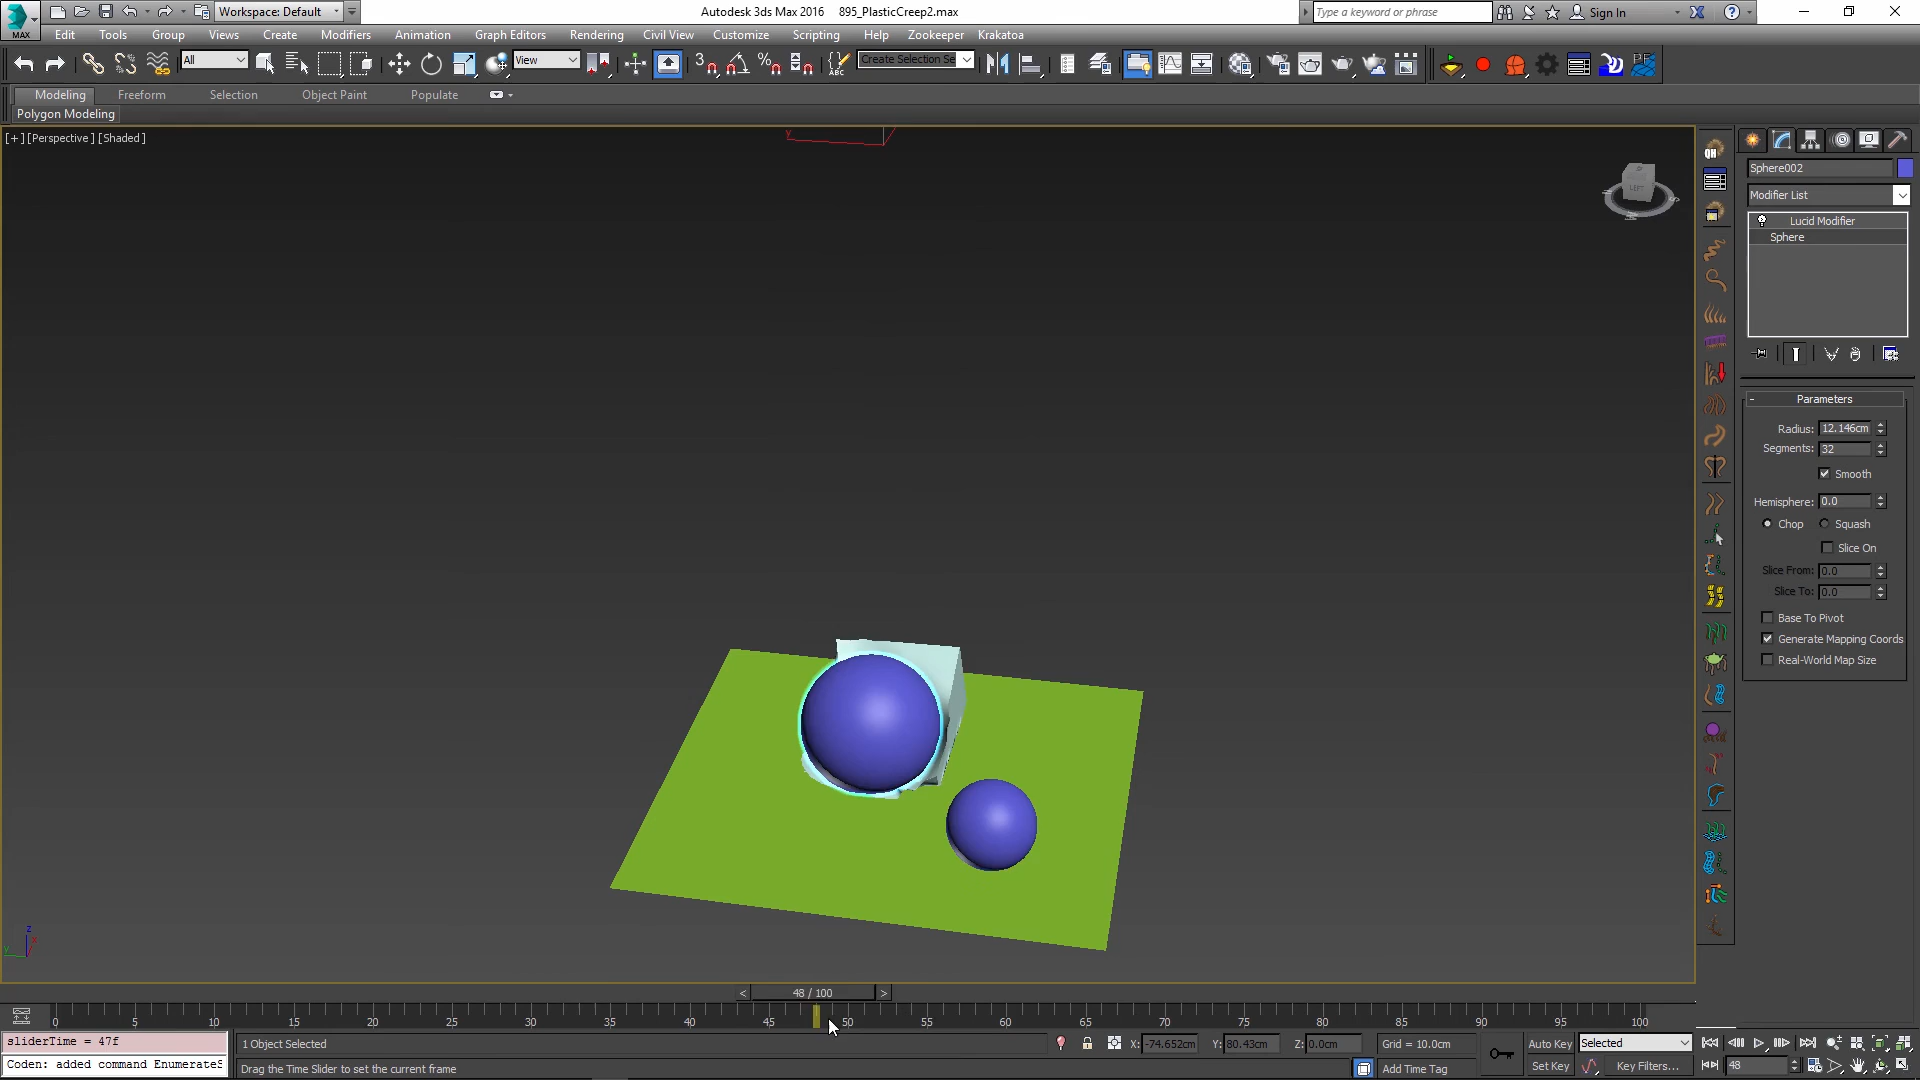 Workspace: Default
Autodesk 3ds Max 2016 895_PlasticCreep2.max
Type a keyword or phrase
Sign In
MAX
Edit Tools Group Views Create Modifiers Animation Graph Editors Rendering Civil View Customize Scripting Help Zookeeper Krakatoa
All
View
3
ABC
Create Selection Se
PF
Modeling Freeform Selection Object Paint Populate
Polygon Modeling
[+] [Perspective] [Shaded]
y
LEFT
QH
Sphere002
Modifier List
Lucid Modifier
Sphere
- Parameters
Radius: 12.146cm
Segments: 32
Smooth
Hemisphere: 0.0
Chop Squash
Slice On
Slice From: 0.0
Slice To: 0.0
Base To Pivot
Generate Mapping Coords
Real-World Map Size
z
x
y
< 48 / 100 >
0 5 10 15 20 25 30 35 40 45 50 55 60 65 70 75 80 85 90 95 100
sliderTime = 47f
Coden: added command EnumerateS
1 Object Selected
X: -74.652cm Y: 80.43cm Z: 0.0cm
Grid = 10.0cm
Auto Key Selected
Drag the Time Slider to set the current frame
Add Time Tag
Set Key Key Filters...
48